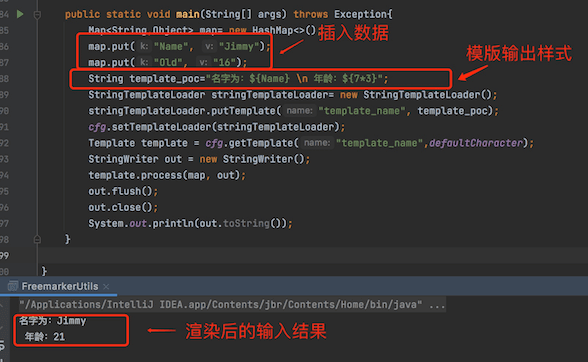 84 public static void main(String[] args) throws Exception{
85 Map<String,Object> map= new HashMap<>();
插入数据
86 map.put( k: "Name", v: "Jimmy");
87 map.put( k: "Old", v: "16");
模版输出样式
88 String template_poc="名字为: ${Name} \n 年龄: ${7*3}";
89 StringTemplateLoader stringTemplateLoader= new StringTemplateLoader();
90 stringTemplateLoader.putTemplate( name: "template_name", template_poc);
91 cfg.setTemplateLoader(stringTemplateLoader);
92 Template template = cfg.getTemplate( name: "template_name",defaultCharacter);
93 StringWriter out = new StringWriter();
94 template.process(map, out);
95 out.flush();
96 out.close();
97 System.out.println(out.toString());
98 }
99
00 }
FreemarkerUtils ×
"/Applications/IntelliJ IDEA.app/Contents/jbr/Contents/Home/bin/java" ...
名字为: Jimmy
年龄: 21
渲染后的输入结果